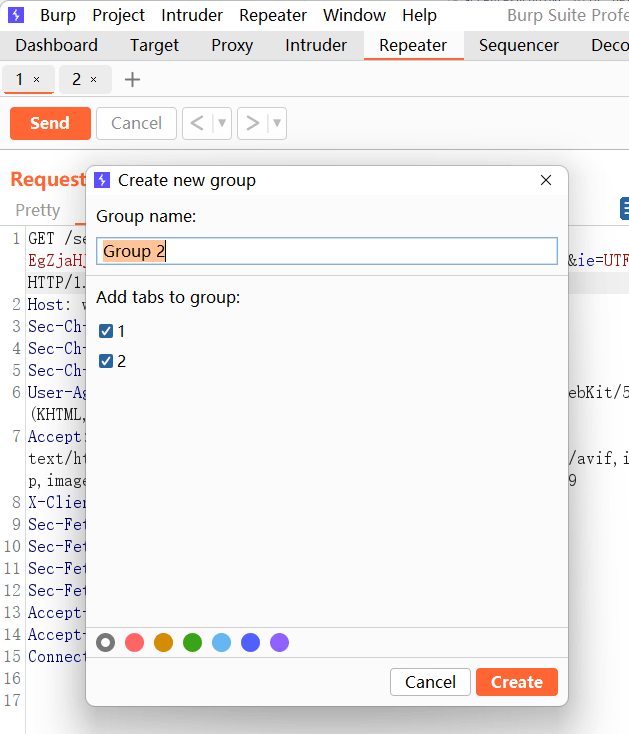 Burp Project Intruder Repeater Window Help Burp Suite Profe
Dashboard Target Proxy Intruder Repeater Sequencer Deco
1 × 2 × +
Send Cancel < >
Request
Create new group
Pretty
Group name:
Group 2
Add tabs to group:
1
2
1 GET /se
EgZjaHJ &ie=UTF
HTTP/1.
2 Host: w
3 Sec-Ch-
4 Sec-Ch-
5 Sec-Ch-
6 User-Ag ebKit/5
(KHTML,
7 Accept:
text/ht /avif,i
p,image 9
8 X-Clien
9 Sec-Fet
10 Sec-Fet
11 Sec-Fet
12 Sec-Fet
13 Accept-
14 Accept-
15 Connect
16
17
Cancel Create